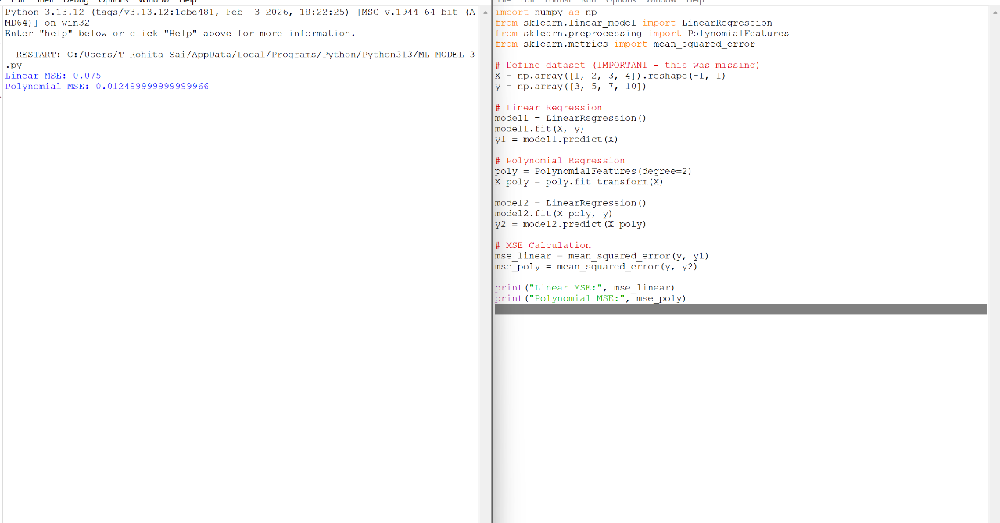 Edit Shell Debug Options Window Help
Python 3.13.12 (tags/v3.13.12:1cbe481, Feb  3 2026, 18:22:25) [MSC v.1944 64 bit (A
MD64)] on win32
Enter "help" below or click "Help" above for more information.
= RESTART: C:/Users/T Rohita Sai/AppData/Local/Programs/Python/Python313/ML MODEL 3
.py
Linear MSE: 0.075
Polynomial MSE: 0.012499999999999966
File Edit Format Run Options Window Help
import numpy as np
from sklearn.linear_model import LinearRegression
from sklearn.preprocessing import PolynomialFeatures
from sklearn.metrics import mean_squared_error
# Define dataset (IMPORTANT - this was missing)
X = np.array([1, 2, 3, 4]).reshape(-1, 1)
y = np.array([3, 5, 7, 10])
# Linear Regression
model1 = LinearRegression()
model1.fit(X, y)
y1 = model1.predict(X)
# Polynomial Regression
poly = PolynomialFeatures(degree=2)
X_poly = poly.fit_transform(X)
model2 = LinearRegression()
model2.fit(X_poly, y)
y2 = model2.predict(X_poly)
# MSE Calculation
mse_linear = mean_squared_error(y, y1)
mse_poly = mean_squared_error(y, y2)
print("Linear MSE:", mse_linear)
print("Polynomial MSE:", mse_poly)